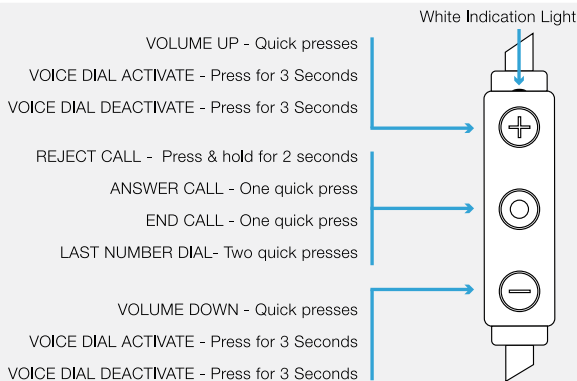 White Indication Light
VOLUME UP - Quick presses
VOICE DIAL ACTIVATE - Press for 3 Seconds
VOICE DIAL DEACTIVATE - Press for 3 Seconds
REJECT CALL - Press & hold for 2 seconds
ANSWER CALL - One quick press
END CALL - One quick press
LAST NUMBER DIAL- Two quick presses
VOLUME DOWN - Quick presses
VOICE DIAL ACTIVATE - Press for 3 Seconds
VOICE DIAL DEACTIVATE - Press for 3 Seconds